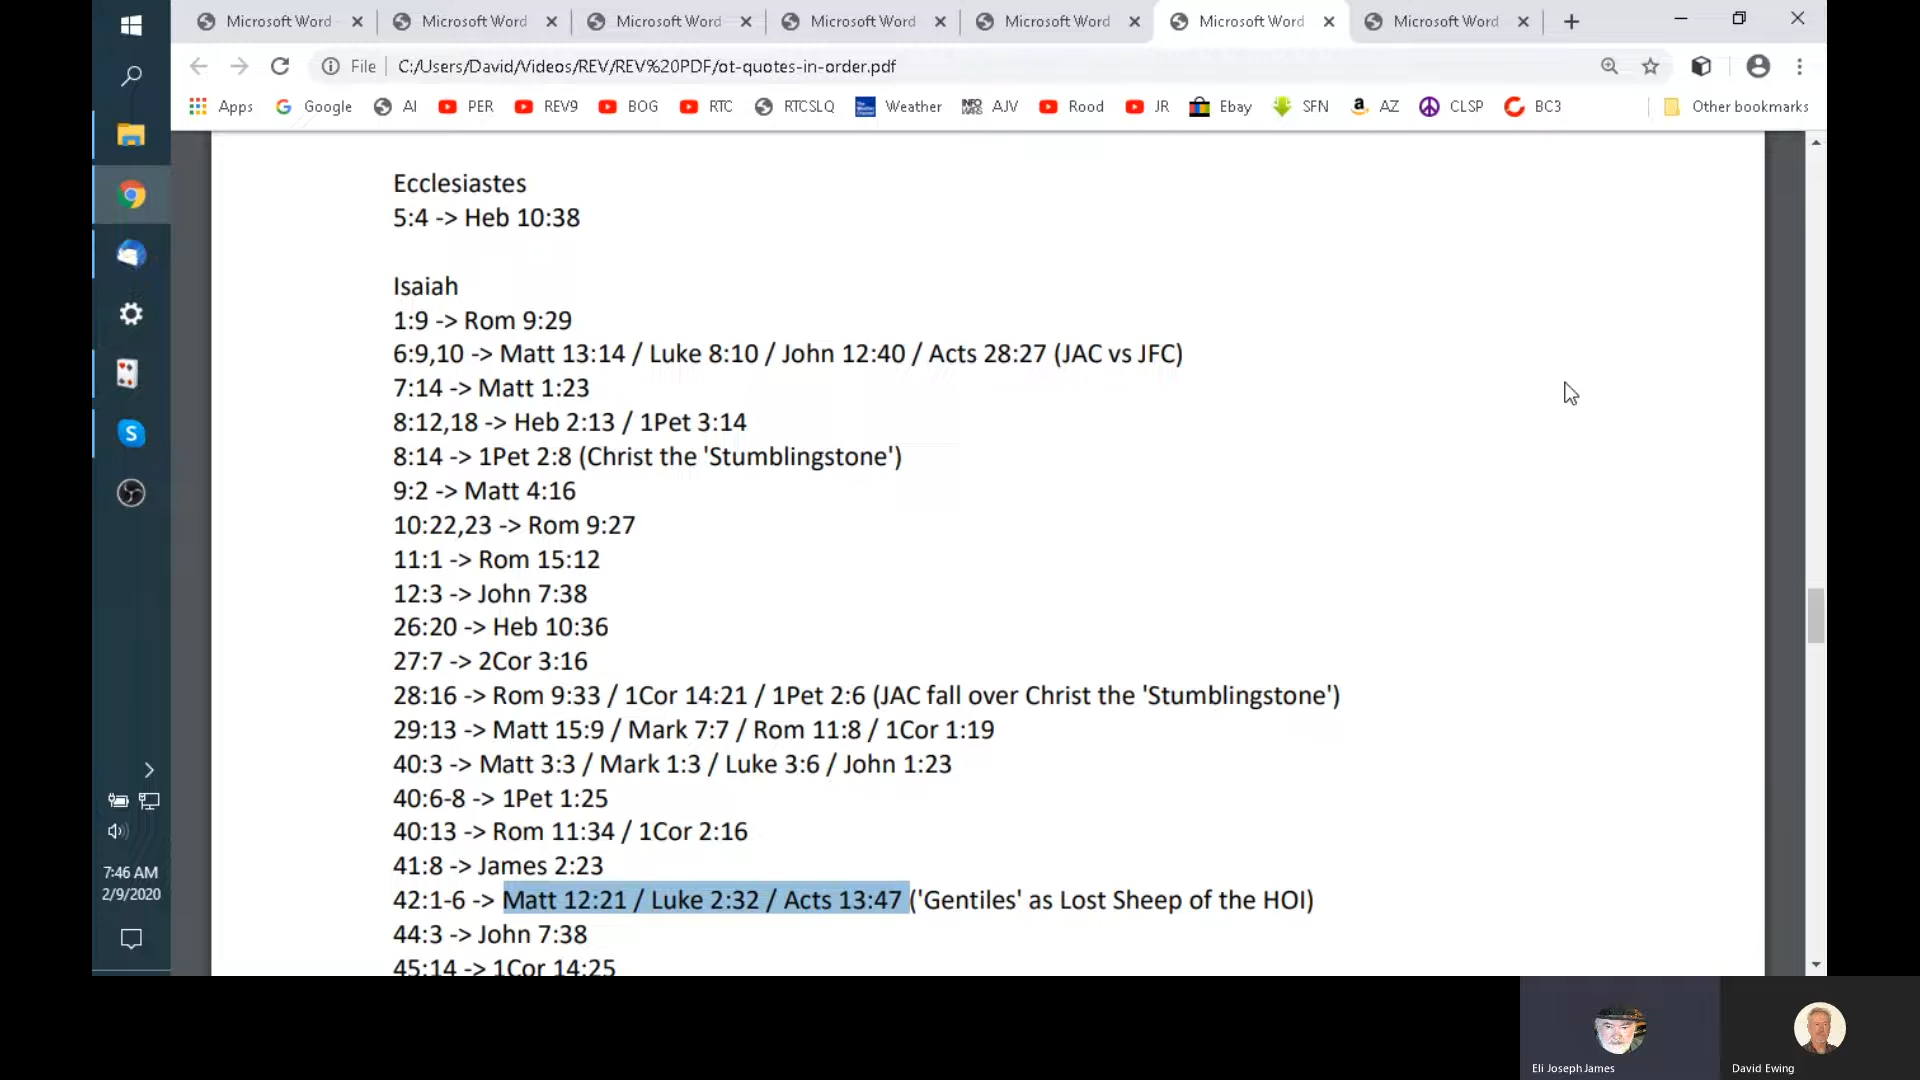 Microsoft Word - Microsoft Word Microsoft Word Microsoft Word Microsoft Word Microsoft Word Microsoft Word
File C:/Users/David/Videos/REV/REV%20PDF/ot-quotes-in-order.pdf
Apps Google AI PER REV9 BOG RTC RTCSLQ Weather AJV Rood JR Ebay SFN AZ CLSP BC3 Other bookmarks
Ecclesiastes
5:4 -> Heb 10:38
Isaiah
1:9 -> Rom 9:29
6:9,10 -> Matt 13:14 / Luke 8:10 / John 12:40 / Acts 28:27 (JAC vs JFC)
7:14 -> Matt 1:23
8:12,18 -> Heb 2:13 / 1Pet 3:14
8:14 -> 1Pet 2:8 (Christ the 'Stumblingstone')
9:2 -> Matt 4:16
10:22,23 -> Rom 9:27
11:1 -> Rom 15:12
12:3 -> John 7:38
26:20 -> Heb 10:36
27:7 -> 2Cor 3:16
28:16 -> Rom 9:33 / 1Cor 14:21 / 1Pet 2:6 (JAC fall over Christ the 'Stumblingstone')
29:13 -> Matt 15:9 / Mark 7:7 / Rom 11:8 / 1Cor 1:19
40:3 -> Matt 3:3 / Mark 1:3 / Luke 3:6 / John 1:23
40:6-8 -> 1Pet 1:25
40:13 -> Rom 11:34 / 1Cor 2:16
41:8 -> James 2:23
42:1-6 -> Matt 12:21 / Luke 2:32 / Acts 13:47 ('Gentiles' as Lost Sheep of the HOI)
44:3 -> John 7:38
45:14 -> 1Cor 14:25
7:46 AM
2/9/2020
Eli Joseph James
David Ewing